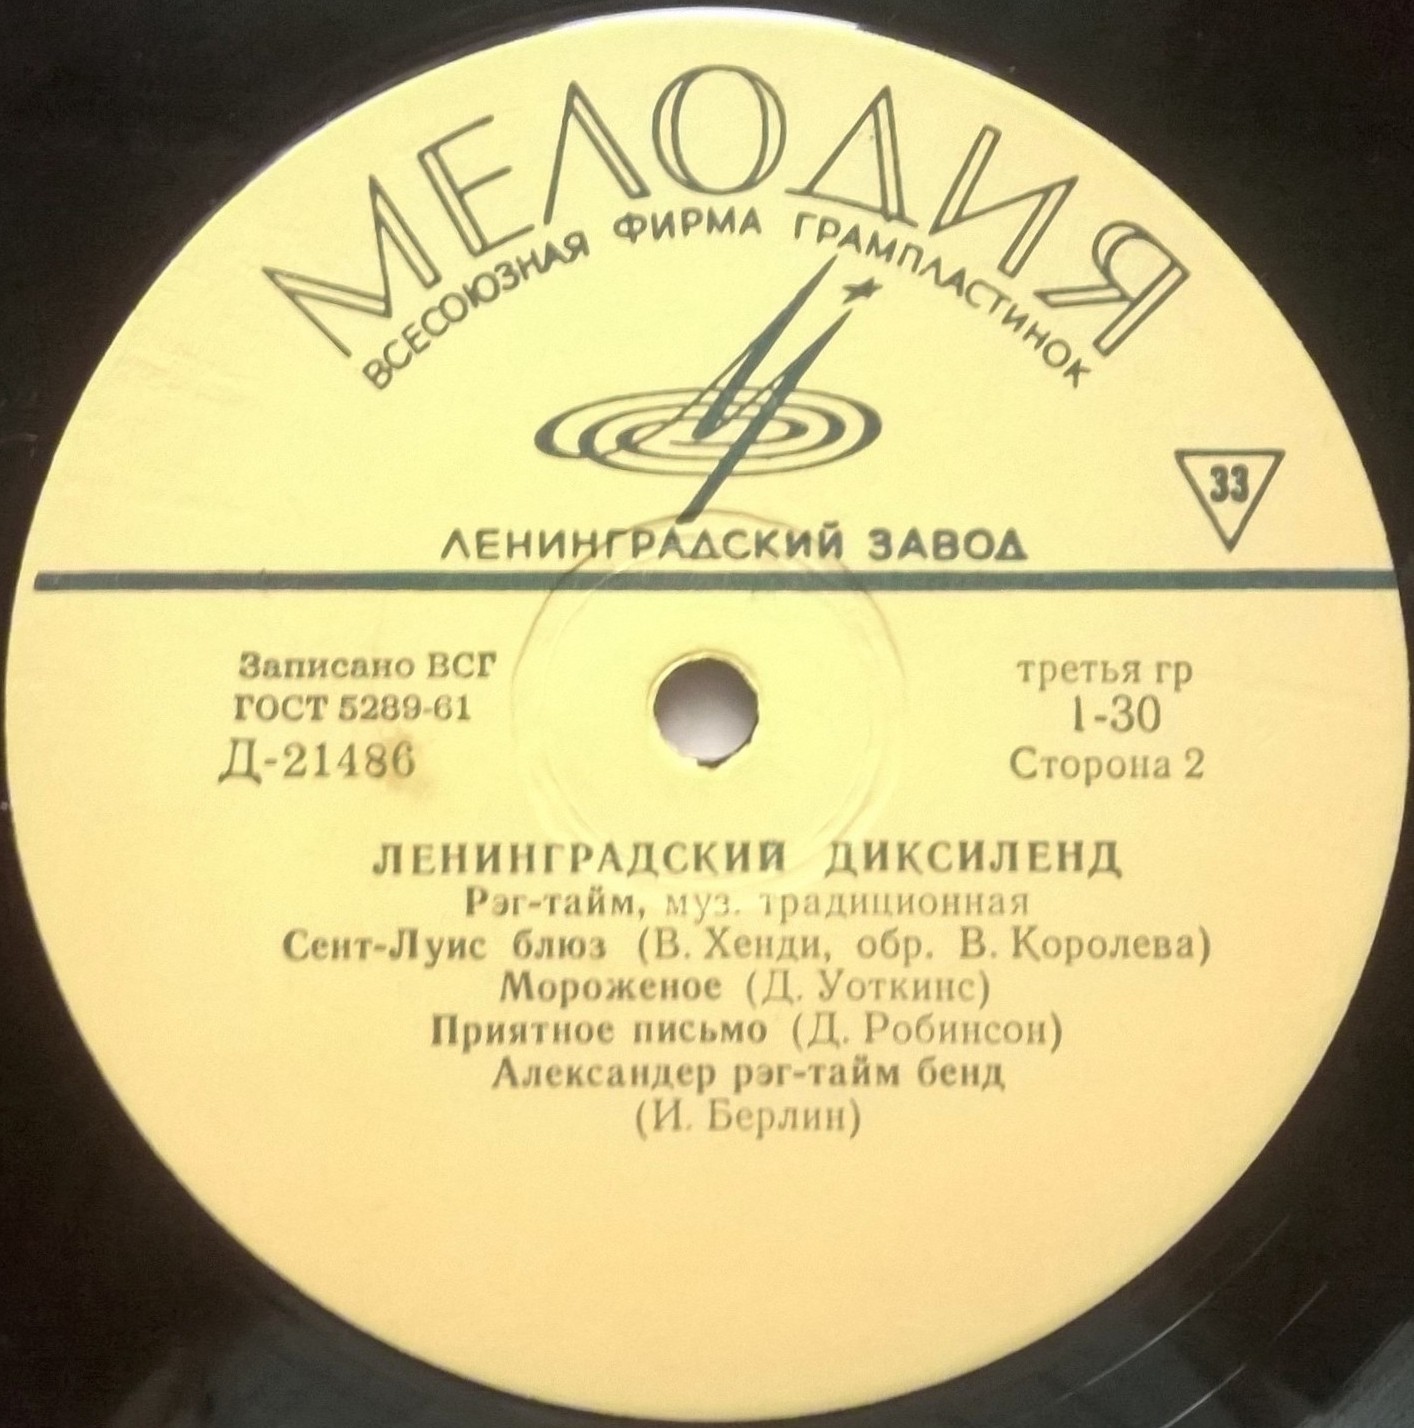 МЕЛОДИЯ
ВСЕСОЮЗНАЯ ФИРМА ГРАМПЛАСТИНОК
33
ЛЕНИНГРАДСКИЙ ЗАВОД
Записано ВСГ
ГОСТ 5289-61
Д-21486
третья гр
1-30
Сторона 2
ЛЕНИНГРАДСКИЙ ДИКСИЛЕНД
Рэг-тайм, муз. традиционная
Сент-Луис блюз (В. Хенди, обр. В. Королева)
Мороженое (Д. Уоткинс)
Приятное письмо (Д. Робинсон)
Александер рэг-тайм бенд
(И. Берлин)